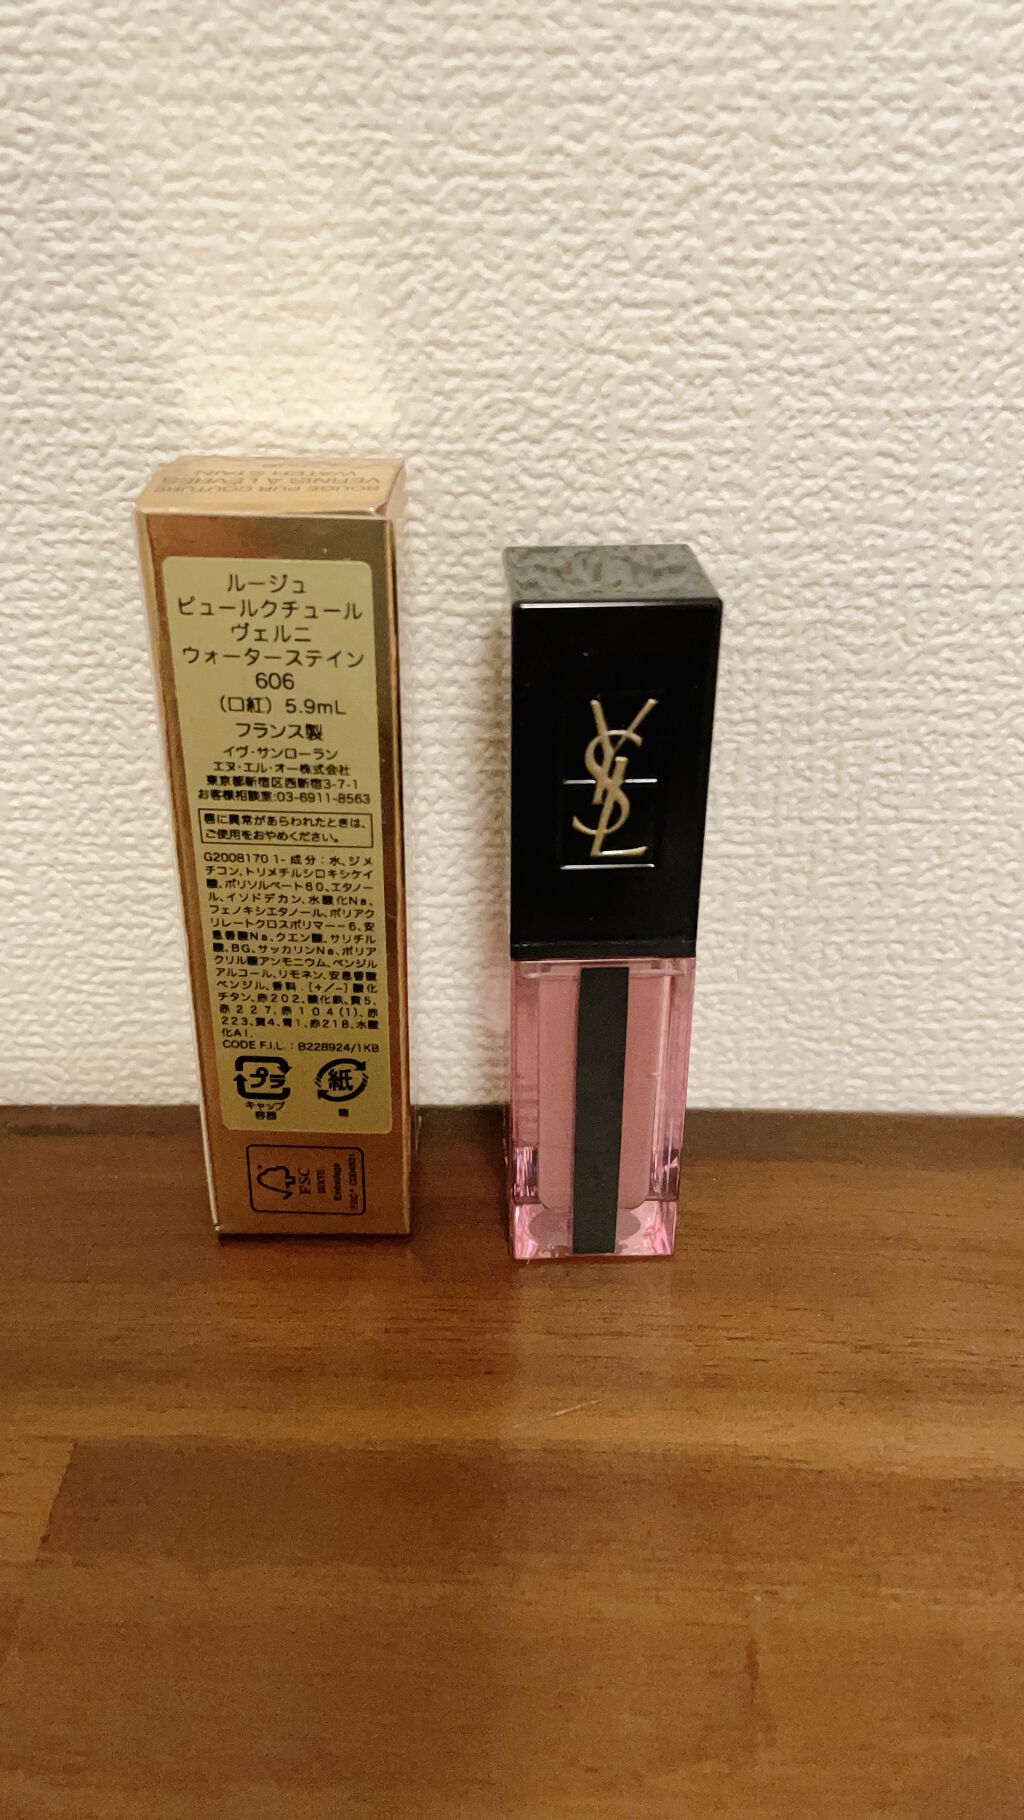 ROUGE PUR COUTURE
VERNIS À LÈVRES
WATER STAIN
ルージュ
ピュールクチュール
ヴェルニ
ウォーターステイン
606
（口紅）5.9mL
フランス製
イヴ・サンローラン
エヌ・エル・オー株式会社
東京都新宿区西新宿3-7-1
お客様相談室:03-6911-8563
唇に異常があらわれたときは、
ご使用をおやめください。
G2008170 1- 成分：水、ジメ
チコン、トリメチルシロキシケイ
酸、ポリソルベート60、エタノー
ル、イソドデカン、水酸化Na、
フェノキシエタノール、ポリアク
リレートクロスポリマー-6、安
息香酸Na、クエン酸、サリチル
酸、BG、サッカリンNa、ポリア
クリル酸アンモニウム、ベンジル
アルコール、リモネン、安息香酸
ベンジル、香料．[+／-] 酸化
チタン、赤202、酸化鉄、黄5、
赤227、赤104(1)、赤
223、黄4、青1、赤218、水酸
化Al．
CODE F.I.L. : B228924/1KB
プラ
キャップ
容器
紙
箱
FSC
MIXTE
Emballage
YSL